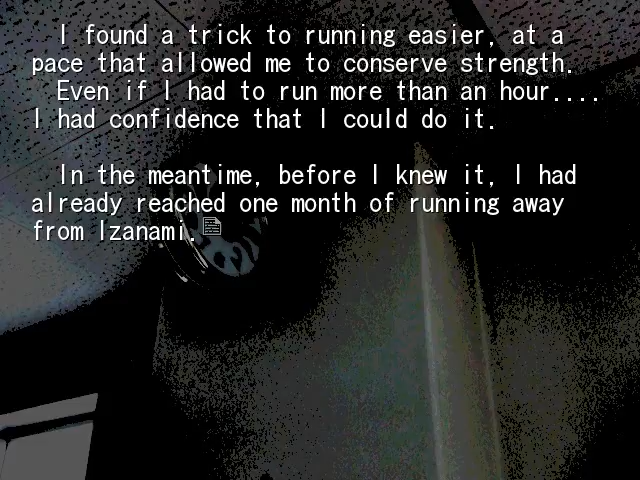 I found a trick to running easier, at a
pace that allowed me to conserve strength.
Even if I had to run more than an hour....
I had confidence that I could do it.
In the meantime, before I knew it, I had
already reached one month of running away
from Izanami.